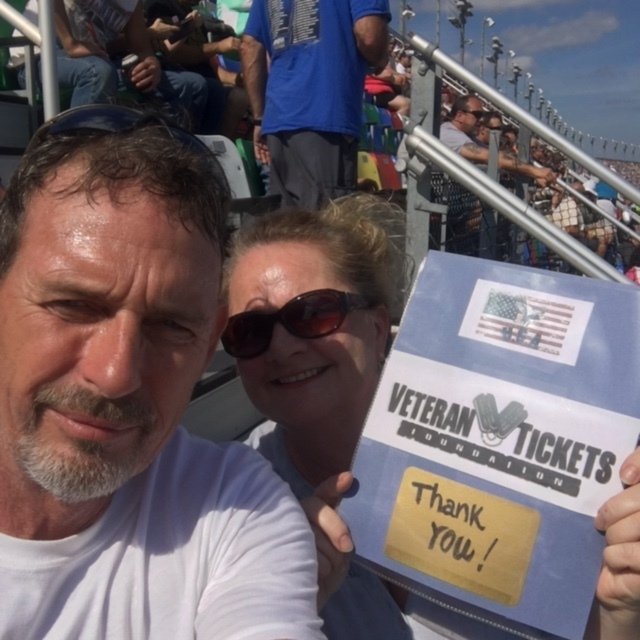 VETERAN TICKETS
FOUNDATION
Thank
You!